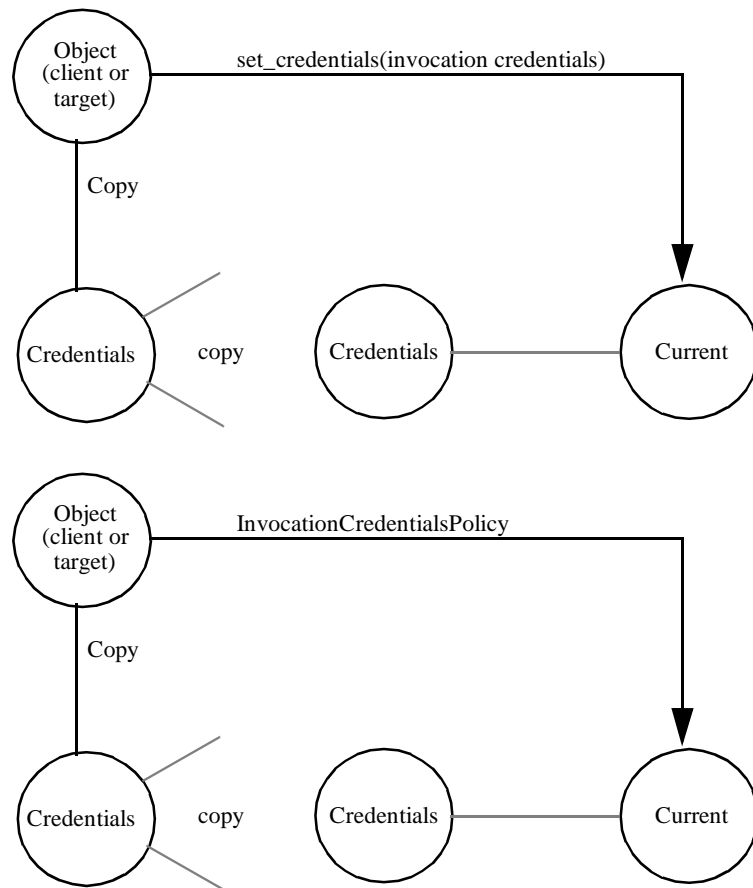 Object
(client or
target)
set_credentials(invocation credentials)
Copy
Credentials
copy
Credentials
Current
Object
(client or
target)
InvocationCredentialsPolicy
Copy
Credentials
copy
Credentials
Current